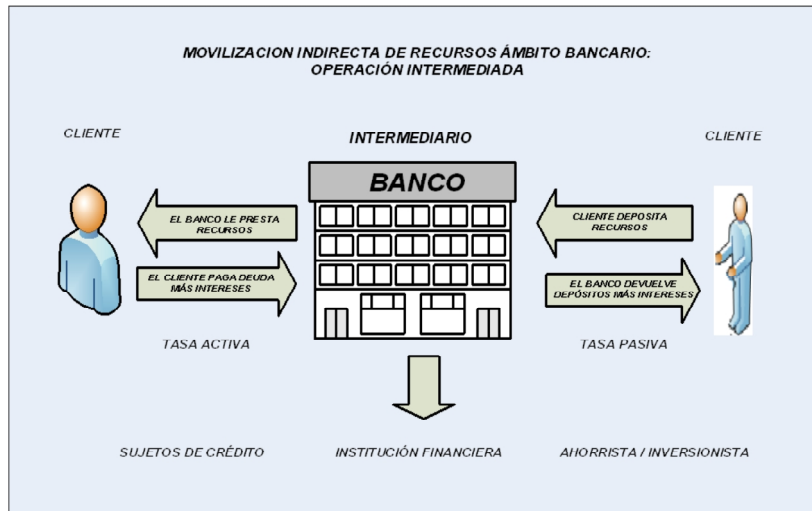 MOVILIZACION INDIRECTA DE RECURSOS ÁMBITO BANCARIO:
OPERACIÓN INTERMEDIADA
CLIENTE
INTERMEDIARIO
CLIENTE
BANCO
EL BANCO LE PRESTA
RECURSOS
CLIENTE DEPOSITA
RECURSOS
EL CLIENTE PAGA DEUDA
MÁS INTERESES
EL BANCO DEVUELVE
DEPÓSITOS MÁS INTERESES
TASA ACTIVA
TASA PASIVA
SUJETOS DE CRÉDITO
INSTITUCIÓN FINANCIERA
AHORRISTA / INVERSIONISTA